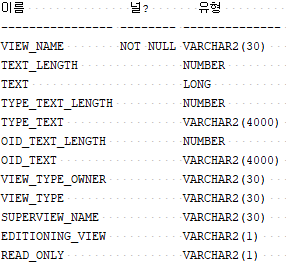 이름 널? 유형
---------------- -------- --------------
VIEW_NAME NOT NULL VARCHAR2(30)
TEXT_LENGTH NUMBER
TEXT LONG
TYPE_TEXT_LENGTH NUMBER
TYPE_TEXT VARCHAR2(4000)
OID_TEXT_LENGTH NUMBER
OID_TEXT VARCHAR2(4000)
VIEW_TYPE_OWNER VARCHAR2(30)
VIEW_TYPE VARCHAR2(30)
SUPERVIEW_NAME VARCHAR2(30)
EDITIONING_VIEW VARCHAR2(1)
READ_ONLY VARCHAR2(1)